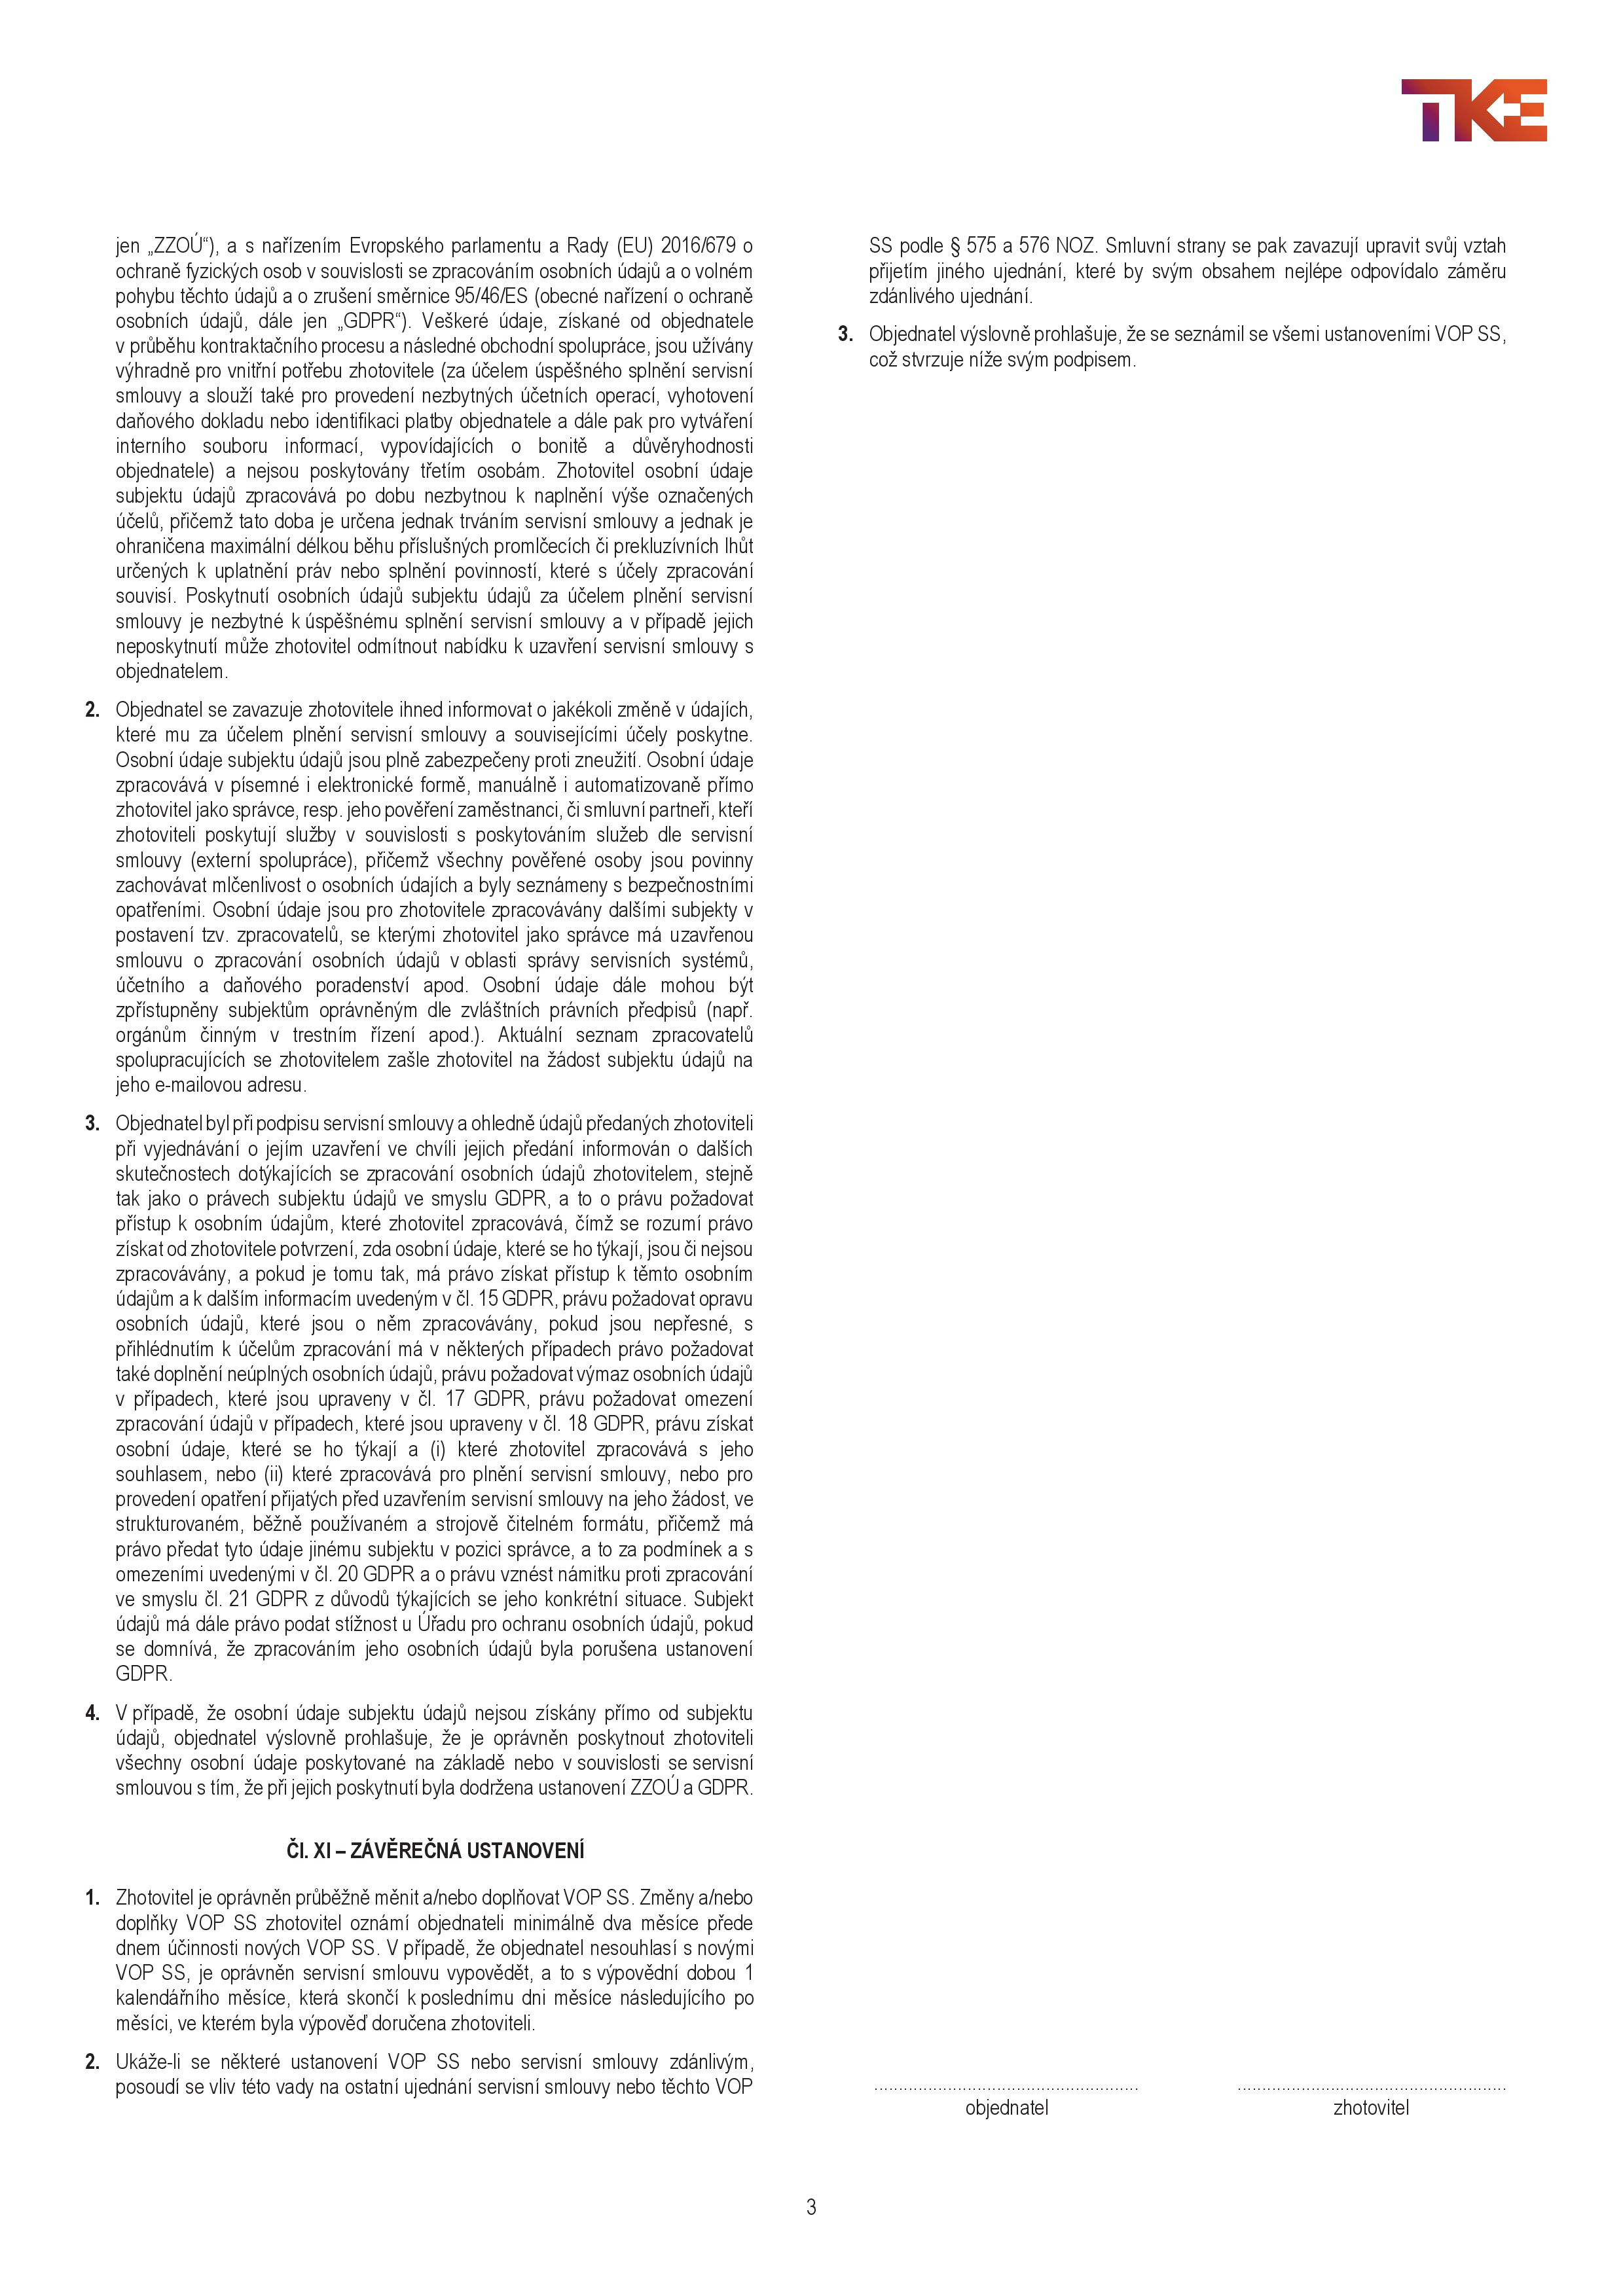 TKE
jen „ZZOÚ“), a s nařízením Evropského parlamentu a Rady (EU) 2016/679 o
ochraně fyzických osob v souvislosti se zpracováním osobních údajů a o volném
pohybu těchto údajů a o zrušení směrnice 95/46/ES (obecné nařízení o ochraně
osobních údajů, dále jen „GDPR“). Veškeré údaje, získané od objednatele
v průběhu kontraktačního procesu a následné obchodní spolupráce, jsou užívány
výhradně pro vnitřní potřebu zhotovitele (za účelem úspěšného splnění servisní
smlouvy a slouží také pro provedení nezbytných účetních operací, vyhotovení
daňového dokladu nebo identifikaci platby objednatele a dále pak pro vytváření
interního souboru informací, vypovídajících o bonitě a důvěryhodnosti
objednatele) a nejsou poskytovány třetím osobám. Zhotovitel osobní údaje
subjektu údajů zpracovává po dobu nezbytnou k naplnění výše označených
účelů, přičemž tato doba je určena jednak trváním servisní smlouvy a jednak je
ohraničena maximální délkou běhu příslušných promlčecích či prekluzívních lhůt
určených k uplatnění práv nebo splnění povinností, které s účely zpracování
souvisí. Poskytnutí osobních údajů subjektu údajů za účelem plnění servisní
smlouvy je nezbytné k úspěšnému splnění servisní smlouvy a v případě jejich
neposkytnutí může zhotovitel odmítnout nabídku k uzavření servisní smlouvy s
objednatelem.
2. Objednatel se zavazuje zhotovitele ihned informovat o jakékoli změně v údajích,
které mu za účelem plnění servisní smlouvy a souvisejícími účely poskytne.
Osobní údaje subjektu údajů jsou plně zabezpečeny proti zneužití. Osobní údaje
zpracovává v písemné i elektronické formě, manuálně i automatizovaně přímo
zhotovitel jako správce, resp. jeho pověření zaměstnanci, či smluvní partneři, kteří
zhotoviteli poskytují služby v souvislosti s poskytováním služeb dle servisní
smlouvy (externí spolupráce), přičemž všechny pověřené osoby jsou povinny
zachovávat mlčenlivost o osobních údajích a byly seznámeny s bezpečnostními
opatřeními. Osobní údaje jsou pro zhotovitele zpracovávány dalšími subjekty v
postavení tzv. zpracovatelů, se kterými zhotovitel jako správce má uzavřenou
smlouvu o zpracování osobních údajů v oblasti správy servisních systémů,
účetního a daňového poradenství apod. Osobní údaje dále mohou být
zpřístupněny subjektům oprávněným dle zvláštních právních předpisů (např.
orgánům činným v trestním řízení apod.). Aktuální seznam zpracovatelů
spolupracujících se zhotovitelem zašle zhotovitel na žádost subjektu údajů na
jeho e-mailovou adresu.
3. Objednatel byl při podpisu servisní smlouvy a ohledně údajů předaných zhotoviteli
při vyjednávání o jejím uzavření ve chvíli jejich předání informován o dalších
skutečnostech dotýkajících se zpracování osobních údajů zhotovitelem, stejně
tak jako o právech subjektu údajů ve smyslu GDPR, a to o právu požadovat
přístup k osobním údajům, které zhotovitel zpracovává, čímž se rozumí právo
získat od zhotovitele potvrzení, zda osobní údaje, které se ho týkají, jsou či nejsou
zpracovávány, a pokud je tomu tak, má právo získat přístup k těmto osobním
údajům a k dalším informacím uvedeným v čl. 15 GDPR, právu požadovat opravu
osobních údajů, které jsou o něm zpracovávány, pokud jsou nepřesné, s
přihlédnutím k účelům zpracování má v některých případech právo požadovat
také doplnění neúplných osobních údajů, právu požadovat výmaz osobních údajů
v případech, které jsou upraveny v čl. 17 GDPR, právu požadovat omezení
zpracování údajů v případech, které jsou upraveny v čl. 18 GDPR, právu získat
osobní údaje, které se ho týkají a (i) které zhotovitel zpracovává s jeho
souhlasem, nebo (ii) které zpracovává pro plnění servisní smlouvy, nebo pro
provedení opatření přijatých před uzavřením servisní smlouvy na jeho žádost, ve
strukturovaném, běžně používaném a strojově čitelném formátu, přičemž má
právo předat tyto údaje jinému subjektu v pozici správce, a to za podmínek a s
omezeními uvedenými v čl. 20 GDPR a o právu vznést námitku proti zpracování
ve smyslu čl. 21 GDPR z důvodů týkajících se jeho konkrétní situace. Subjekt
údajů má dále právo podat stížnost u Úřadu pro ochranu osobních údajů, pokud
se domnívá, že zpracováním jeho osobních údajů byla porušena ustanovení
GDPR.
4. V případě, že osobní údaje subjektu údajů nejsou získány přímo od subjektu
údajů, objednatel výslovně prohlašuje, že je oprávněn poskytnout zhotoviteli
všechny osobní údaje poskytované na základě nebo v souvislosti se servisní
smlouvou s tím, že při jejich poskytnutí byla dodržena ustanovení ZZOÚ a GDPR.
Čl. XI – ZÁVĚREČNÁ USTANOVENÍ
1. Zhotovitel je oprávněn průběžně měnit a/nebo doplňovat VOP SS. Změny a/nebo
doplňky VOP SS zhotovitel oznámí objednateli minimálně dva měsíce přede
dnem účinnosti nových VOP SS. V případě, že objednatel nesouhlasí s novými
VOP SS, je oprávněn servisní smlouvu vypovědět, a to s výpovědní dobou 1
kalendářního měsíce, která skončí k poslednímu dni měsíce následujícího po
měsíci, ve kterém byla výpověď doručena zhotoviteli.
2. Ukáže-li se některé ustanovení VOP SS nebo servisní smlouvy zdánlivým,
posoudí se vliv této vady na ostatní ujednání servisní smlouvy nebo těchto VOP
SS podle § 575 a 576 NOZ. Smluvní strany se pak zavazují upravit svůj vztah
přijetím jiného ujednání, které by svým obsahem nejlépe odpovídalo záměru
zdánlivého ujednání.
3. Objednatel výslovně prohlašuje, že se seznámil se všemi ustanoveními VOP SS,
což stvrzuje níže svým podpisem.
...................................................... .......................................................
objednatel zhotovitel
3